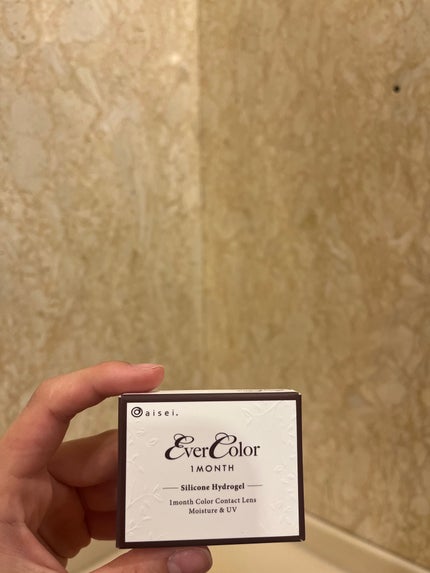 aisei.
EverColor
1MONTH
Silicone Hydrogel
1month Color Contact Lens
Moisture & UV